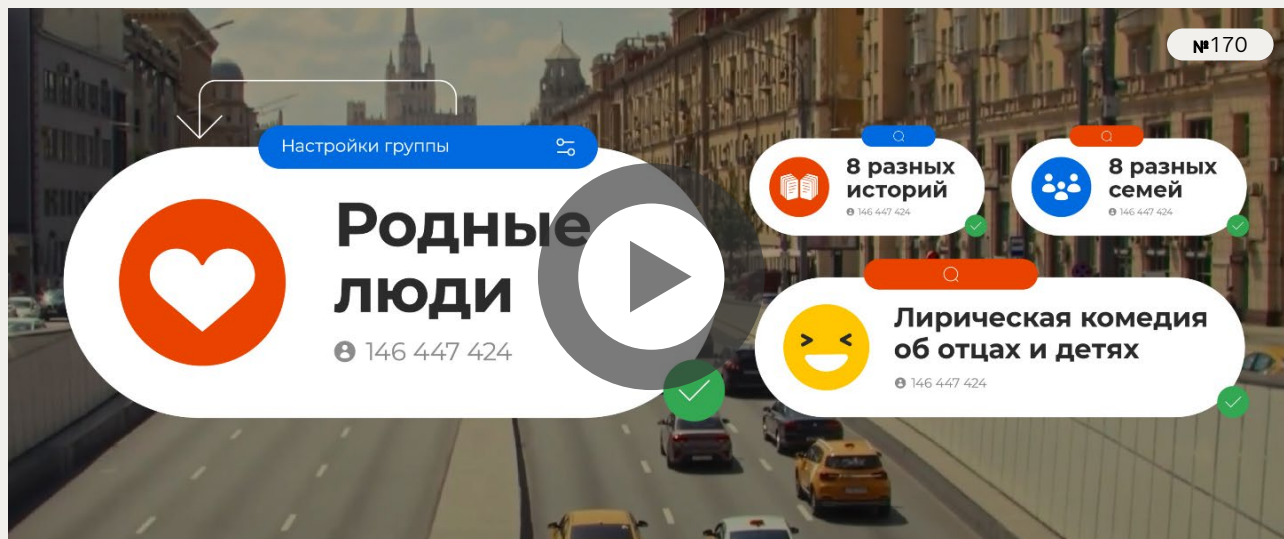 №170
Настройки группы
Родные
люди
146 447 424
8 разных
историй
146 447 424
8 разных
семей
146 447 424
Лирическая комедия
об отцах и детях
146 447 424